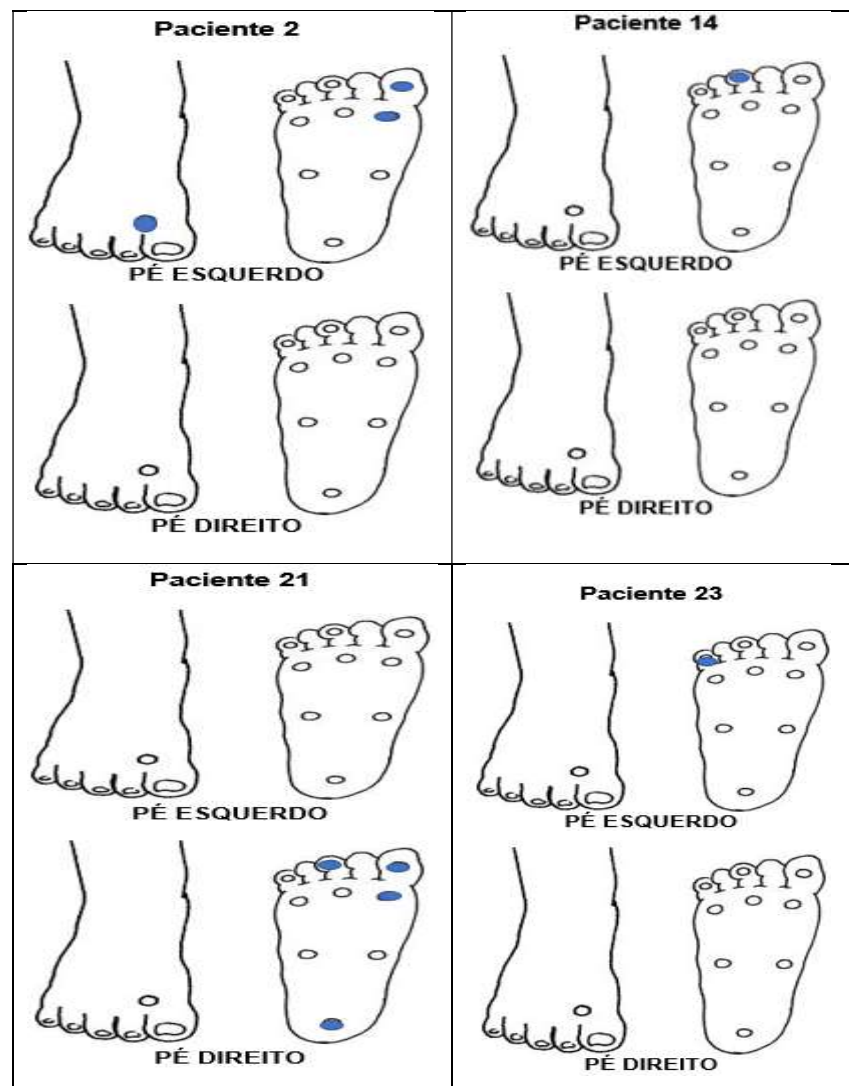 Paciente 2
PÉ ESQUERDO
PÉ DIREITO
Paciente 14
PÉ ESQUERDO
PÉ DIREITO
Paciente 21
PÉ ESQUERDO
PÉ DIREITO
Paciente 23
PÉ ESQUERDO
PÉ DIREITO